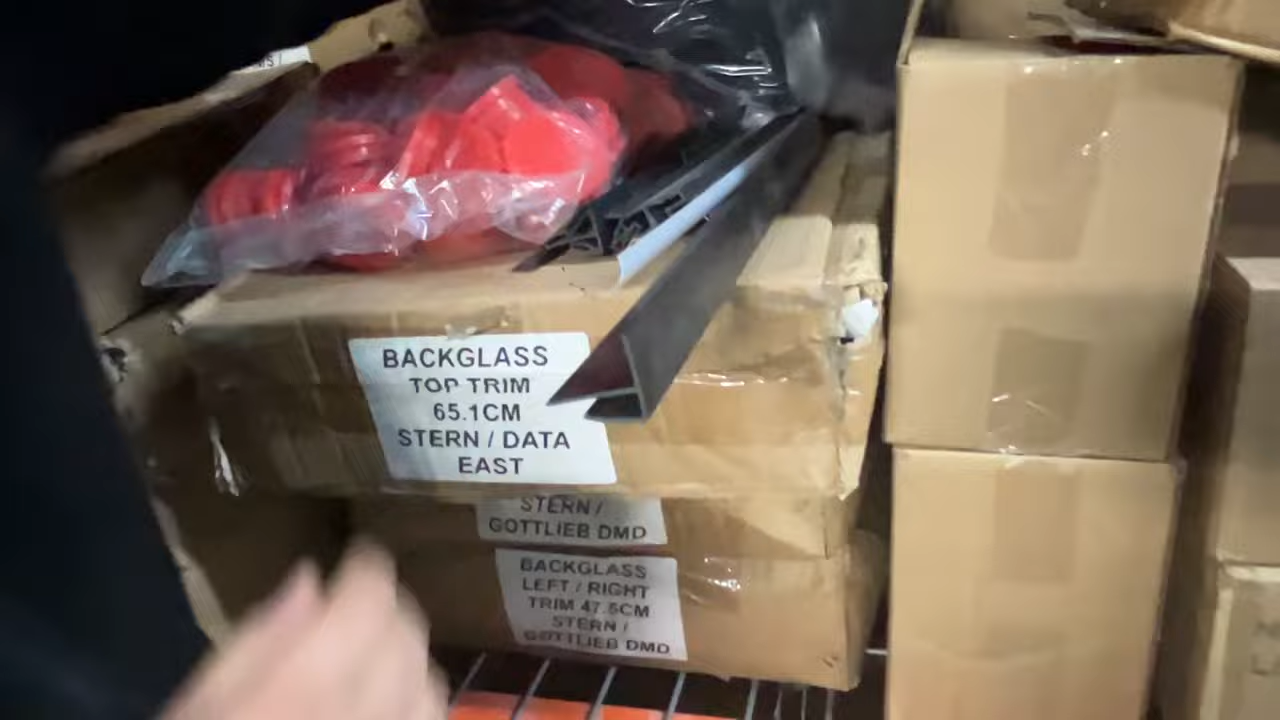 BACKGLASS
TOP TRIM
65.1CM
STERN / DATA
EAST
STERN /
GOTTLIEB DMD
BACKGLASS
LEFT / RIGHT
TRIM 47.5CM
STERN /
GOTTLIEB DMD